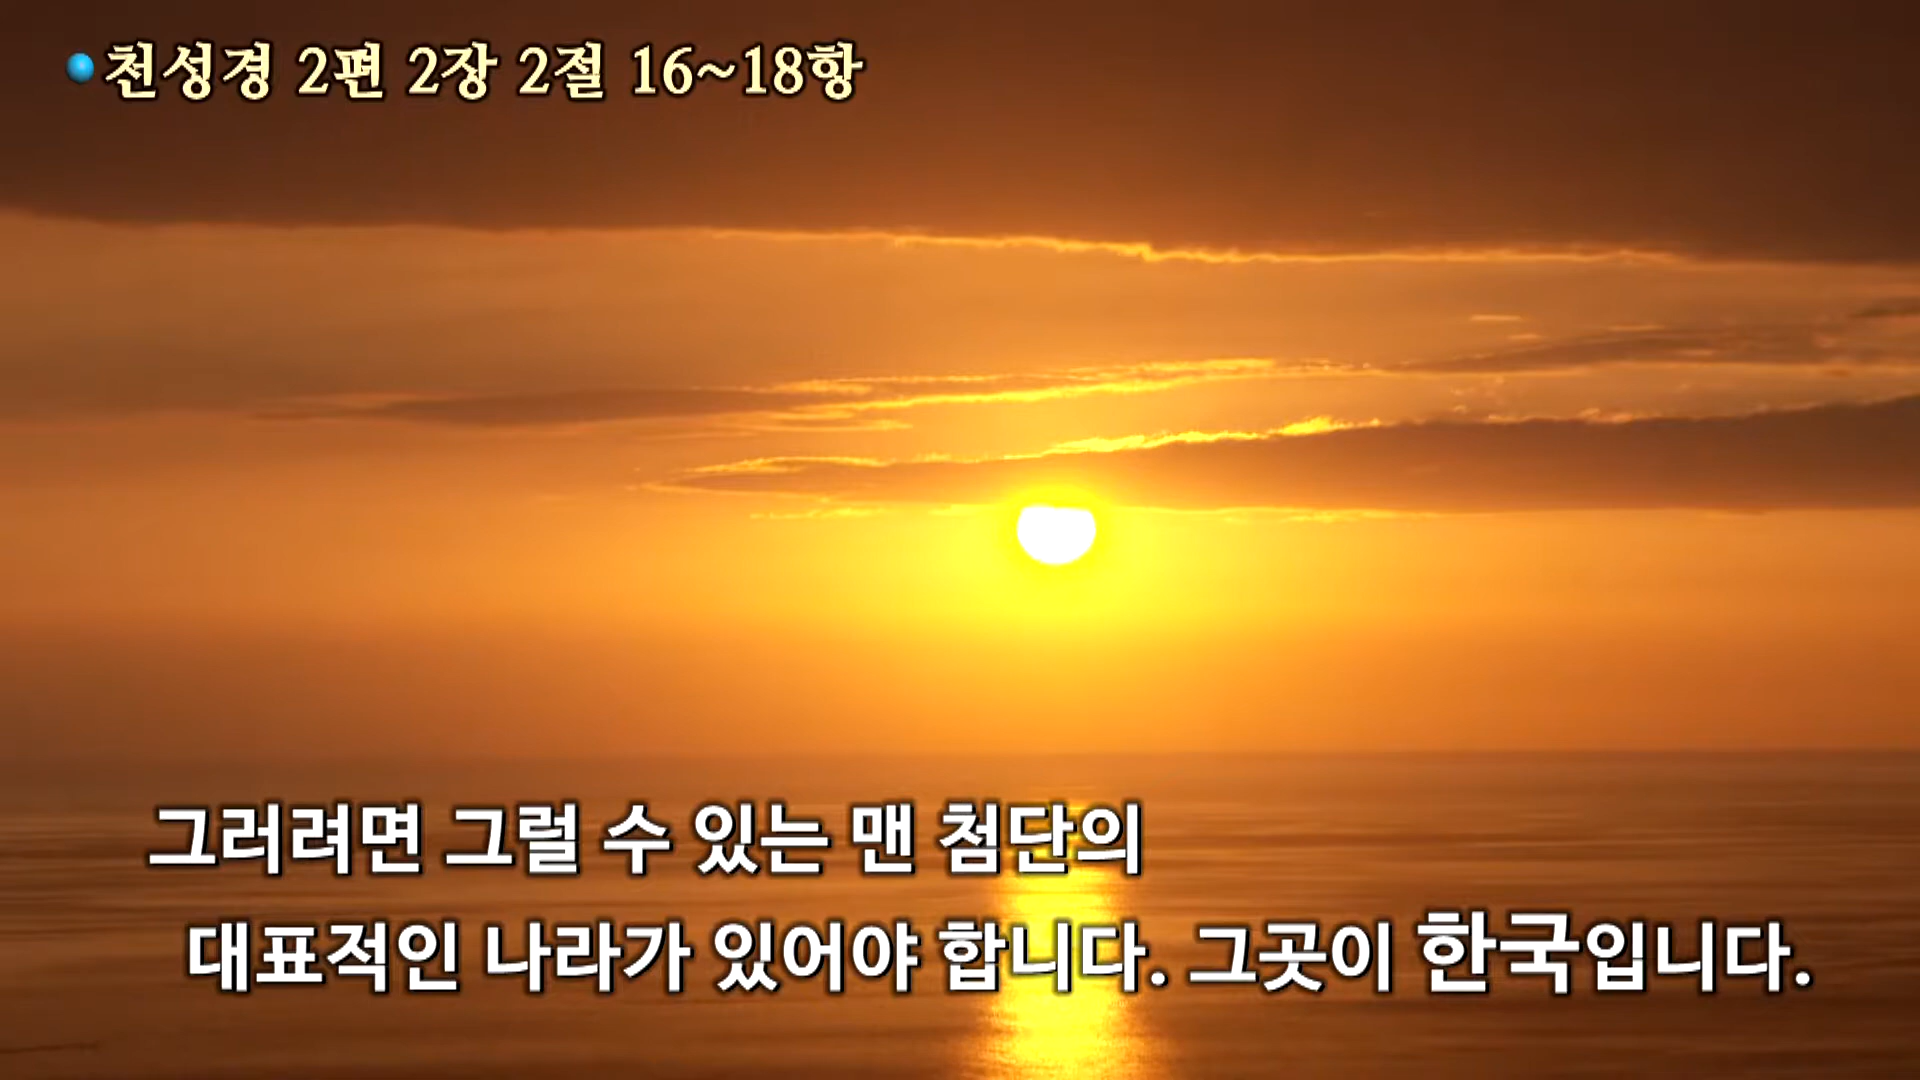 천성경 2편 2장 2절 16~18항
그러려면 그럴 수 있는 맨 첨단의
대표적인 나라가 있어야 합니다. 그곳이 한국입니다.